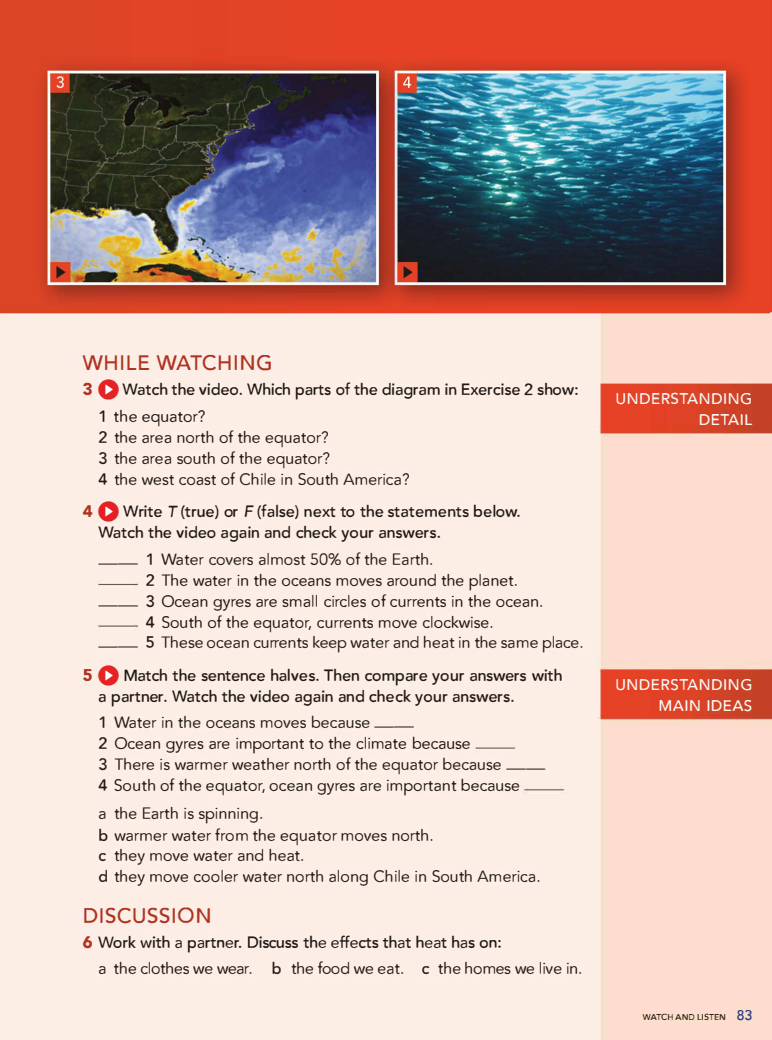 3
4
WHILE WATCHING
3 Watch the video. Which parts of the diagram in Exercise 2 show:
1 the equator?
2 the area north of the equator?
3 the area south of the equator?
4 the west coast of Chile in South America?
UNDERSTANDING
DETAIL
4 Write T (true) or F (false) next to the statements below.
Watch the video again and check your answers.
____ 1 Water covers almost 50% of the Earth.
____ 2 The water in the oceans moves around the planet.
____ 3 Ocean gyres are small circles of currents in the ocean.
____ 4 South of the equator, currents move clockwise.
____ 5 These ocean currents keep water and heat in the same place.
5 Match the sentence halves. Then compare your answers with
a partner. Watch the video again and check your answers.
UNDERSTANDING
MAIN IDEAS
1 Water in the oceans moves because ____
2 Ocean gyres are important to the climate because ____
3 There is warmer weather north of the equator because ____
4 South of the equator, ocean gyres are important because ____
a the Earth is spinning.
b warmer water from the equator moves north.
c they move water and heat.
d they move cooler water north along Chile in South America.
DISCUSSION
6 Work with a partner. Discuss the effects that heat has on:
a the clothes we wear. b the food we eat. c the homes we live in.
WATCH AND LISTEN 83